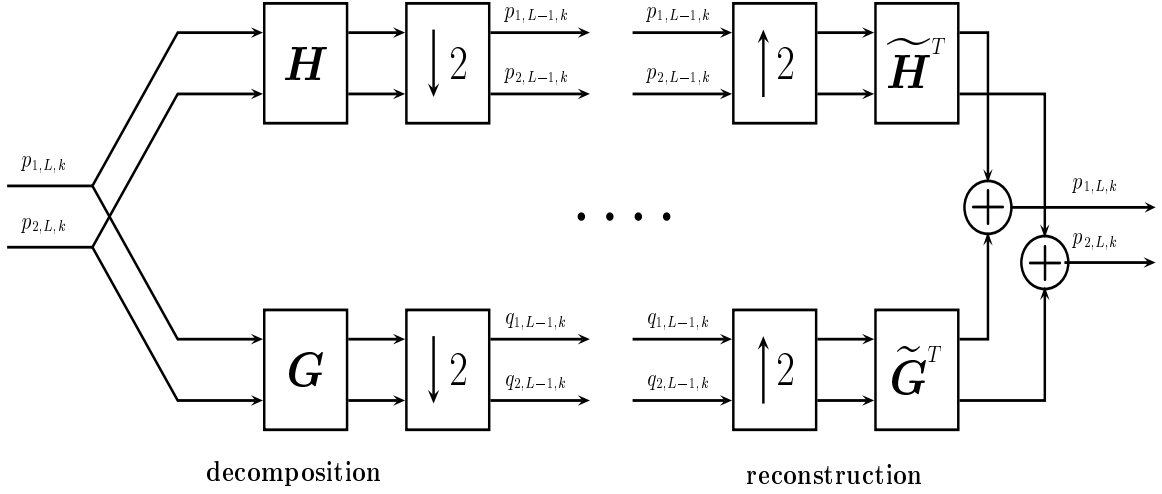 p₁,L−1,k p₁,L−1,k
H ↓ 2 ↑ 2 H̃ᵀ
p₂,L−1,k p₂,L−1,k
p₁,L,k p₁,L,k
p₂,L,k p₂,L,k
. . . .
q₁,L−1,k q₁,L−1,k
G ↓ 2 ↑ 2 G̃ᵀ
q₂,L−1,k q₂,L−1,k
decomposition reconstruction